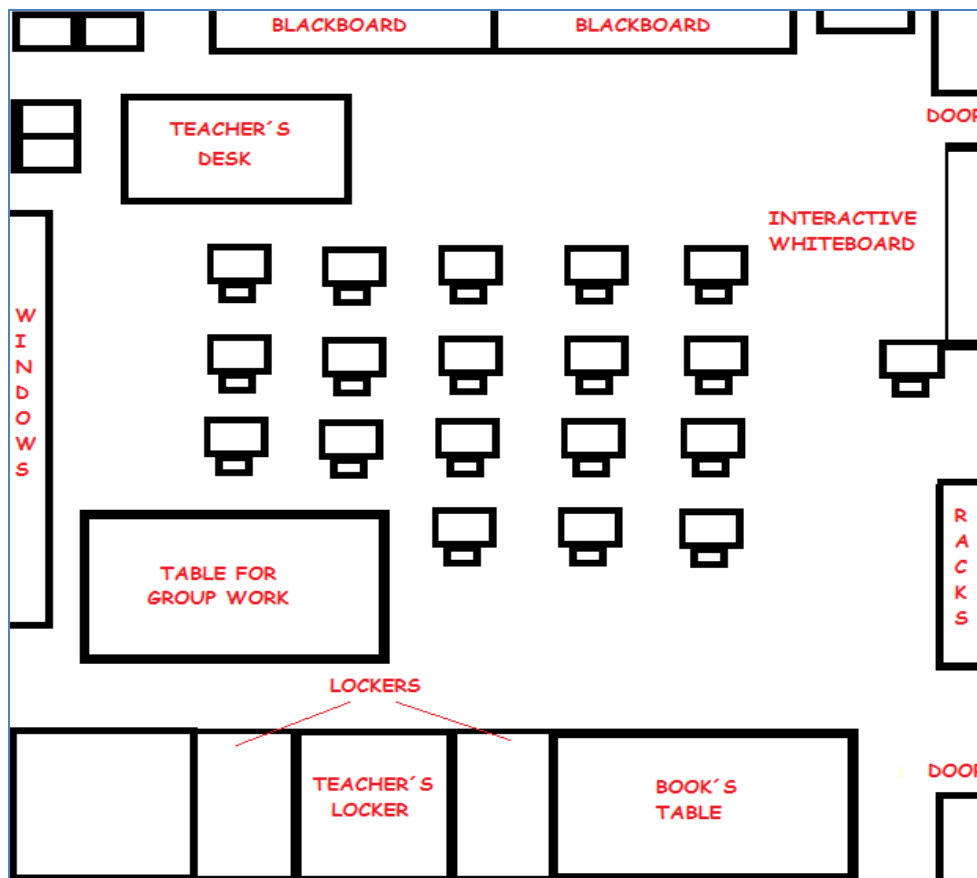 BLACKBOARD
BLACKBOARD
DOOR
TEACHER´S
DESK
INTERACTIVE
WHITEBOARD
W
I
N
D
O
W
S
R
A
C
K
S
TABLE FOR
GROUP WORK
LOCKERS
DOOR
TEACHER´S
LOCKER
BOOK´S
TABLE